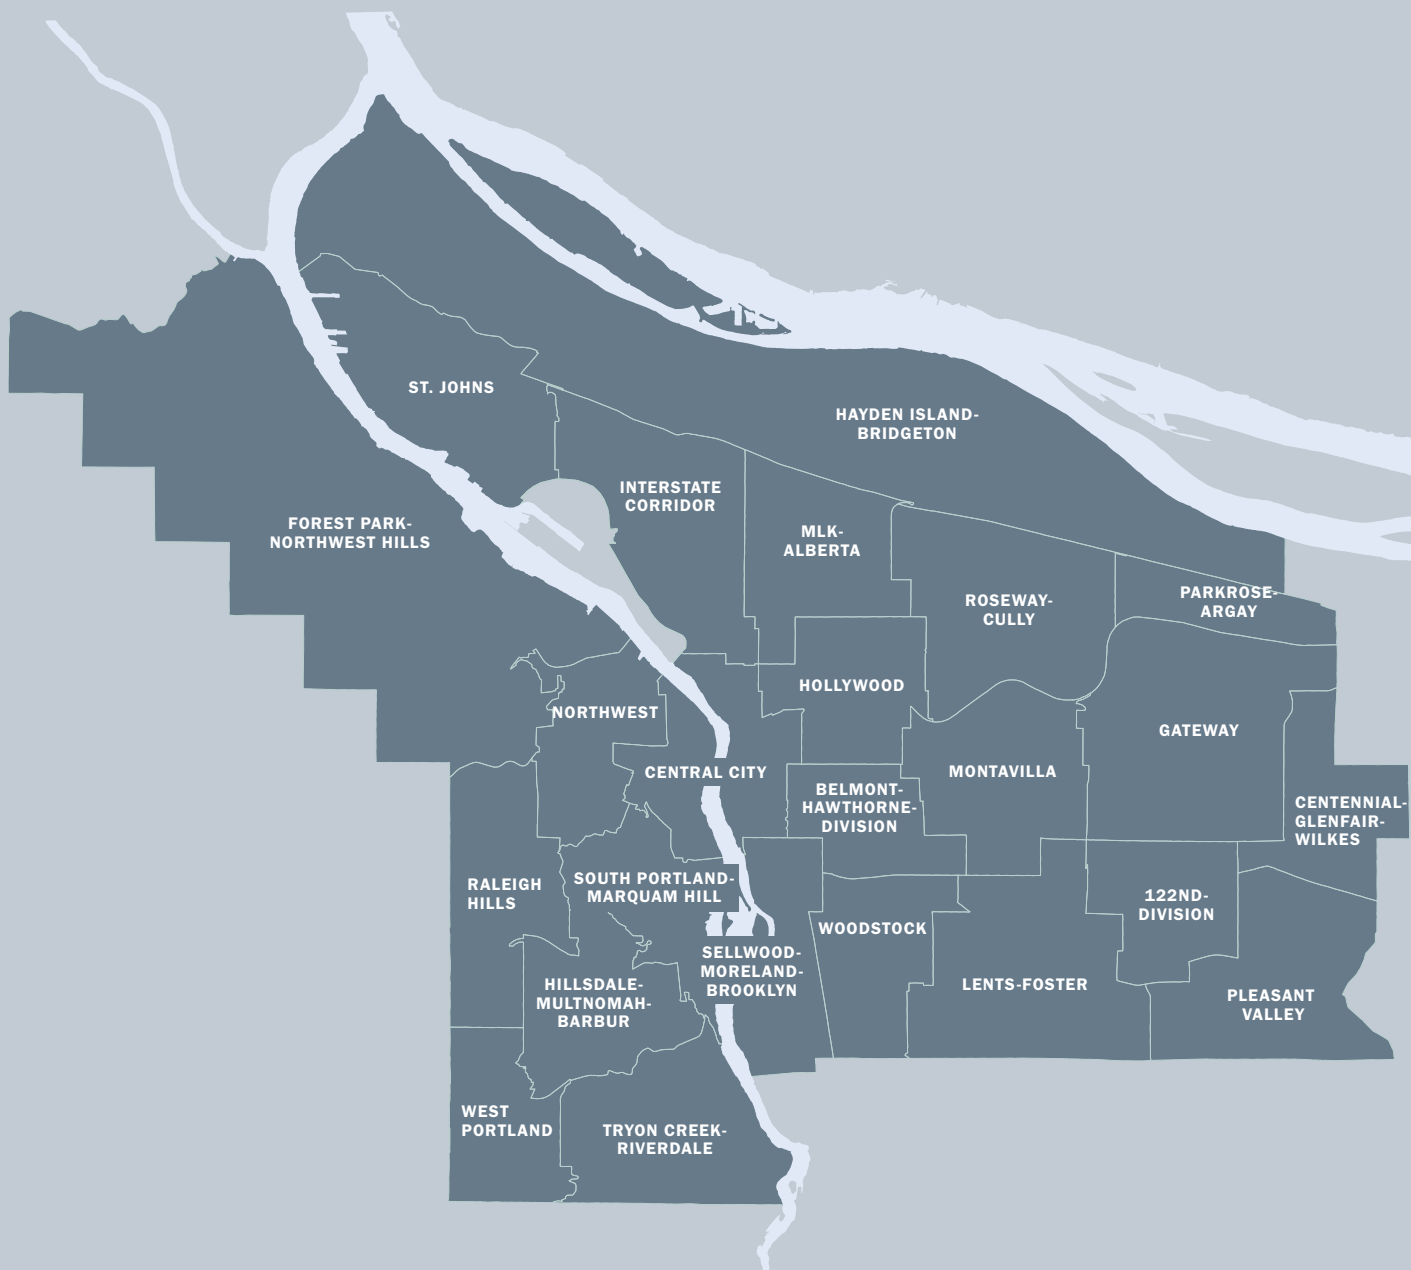 ST. JOHNS
HAYDEN ISLAND-
BRIDGETON
INTERSTATE
CORRIDOR
FOREST PARK-
NORTHWEST HILLS
MLK-
ALBERTA
ROSEWAY-
CULLY
PARKROSE-
ARGAY
HOLLYWOOD
NORTHWEST
GATEWAY
CENTRAL CITY
MONTAVILLA
BELMONT-
HAWTHORNE-
DIVISION
CENTENNIAL-
GLENFAIR-
WILKES
RALEIGH
HILLS
SOUTH PORTLAND-
MARQUAM HILL
122ND-
DIVISION
WOODSTOCK
SELLWOOD-
MORELAND-
BROOKLYN
HILLSDALE-
MULTNOMAH-
BARBUR
LENTS-FOSTER
PLEASANT
VALLEY
WEST
PORTLAND
TRYON CREEK-
RIVERDALE